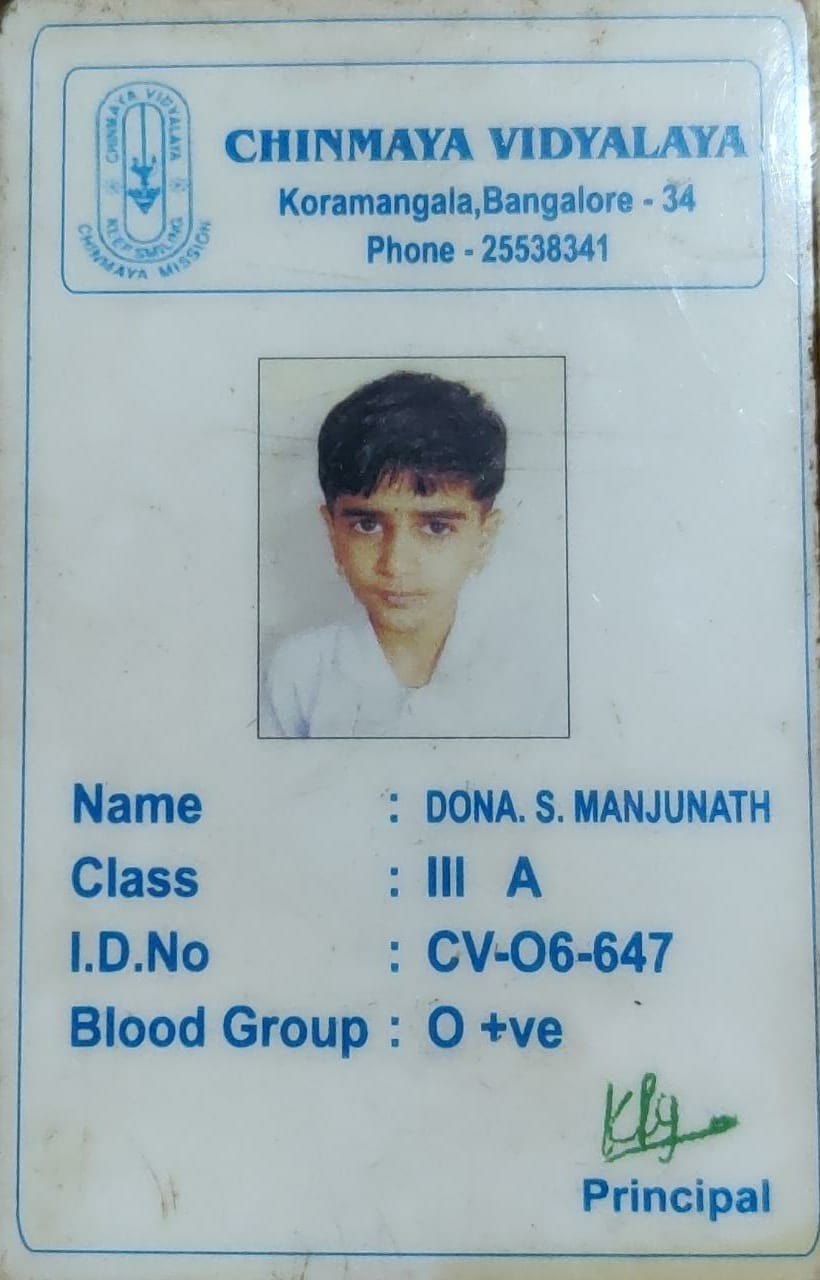 CHINMAYA VIDYALAYA
KEEP SMILING
CHINMAYA MISSION
CHINMAYA VIDYALAYA
Koramangala,Bangalore - 34
Phone - 25538341
Name : DONA. S. MANJUNATH
Class : III A
I.D.No : CV-O6-647
Blood Group : O +ve
Principal